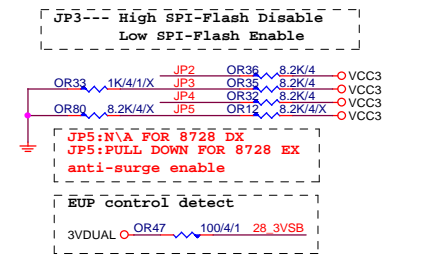 JP3--- High SPI-Flash Disable
Low SPI-Flash Enable
JP2 OR36 8.2K/4 VCC3
OR33 1K/4/1/X JP3 OR35 8.2K/4 VCC3
JP4 OR32 8.2K/4 VCC3
OR80 8.2K/4/X JP5 OR12 8.2K/4/X VCC3
JP5:N\A FOR 8728 DX
JP5:PULL DOWN FOR 8728 EX
anti-surge enable
EUP control detect
3VDUAL OR47 100/4/1 28_3VSB